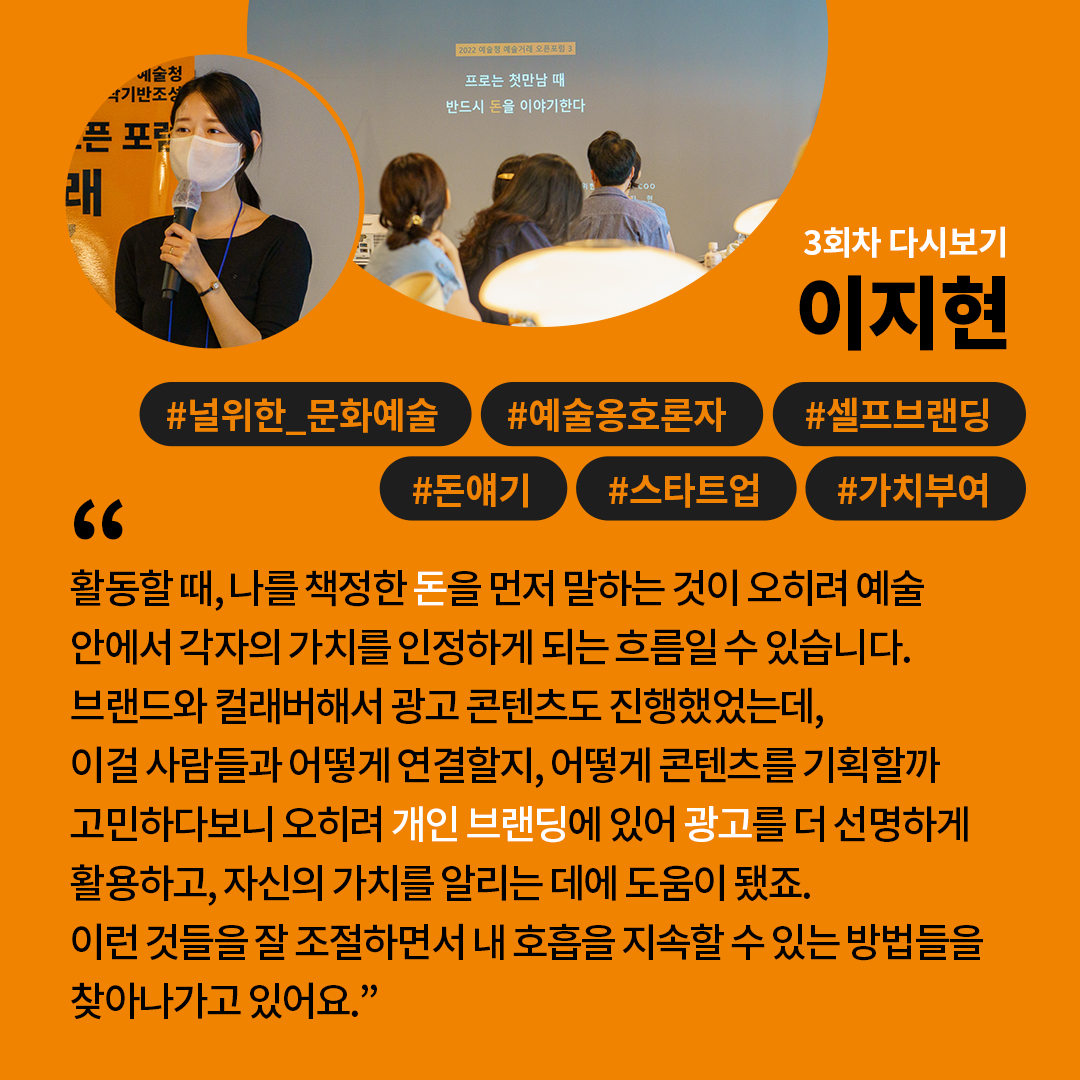 예술청
작기반조성
픈 포럼
래
2022 예술청 예술거래 오픈포럼 3
프로는 첫만남 때
반드시 돈을 이야기한다
COO
3회차 다시보기
이지현
#널위한_문화예술 #예술옹호론자 #셀프브랜딩
#돈얘기 #스타트업 #가치부여
“
활동할 때, 나를 책정한 돈을 먼저 말하는 것이 오히려 예술
안에서 각자의 가치를 인정하게 되는 흐름일 수 있습니다.
브랜드와 컬래버해서 광고 콘텐츠도 진행했었는데,
이걸 사람들과 어떻게 연결할지, 어떻게 콘텐츠를 기획할까
고민하다보니 오히려 개인 브랜딩에 있어 광고를 더 선명하게
활용하고, 자신의 가치를 알리는 데에 도움이 됐죠.
이런 것들을 잘 조절하면서 내 호흡을 지속할 수 있는 방법들을
찾아나가고 있어요.”